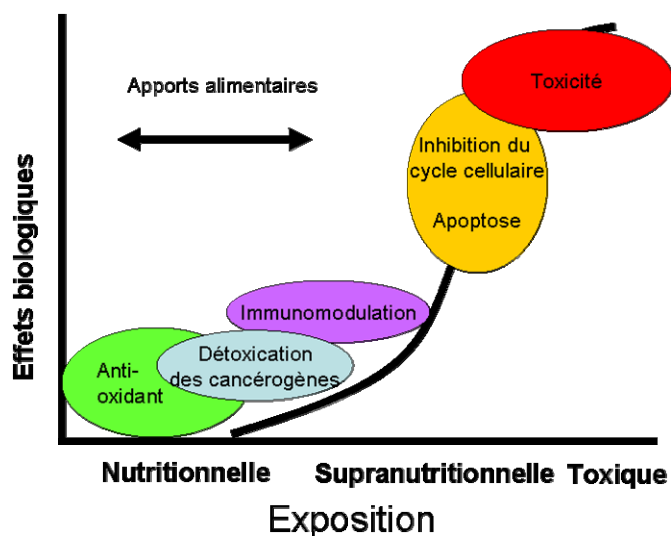 Toxicité
Apports alimentaires
Inhibition du
cycle cellulaire
Apoptose
Effets biologiques
Immunomodulation
Détoxication
des cancérogènes
Anti-
oxidant
Nutritionnelle Supranutritionnelle Toxique
Exposition